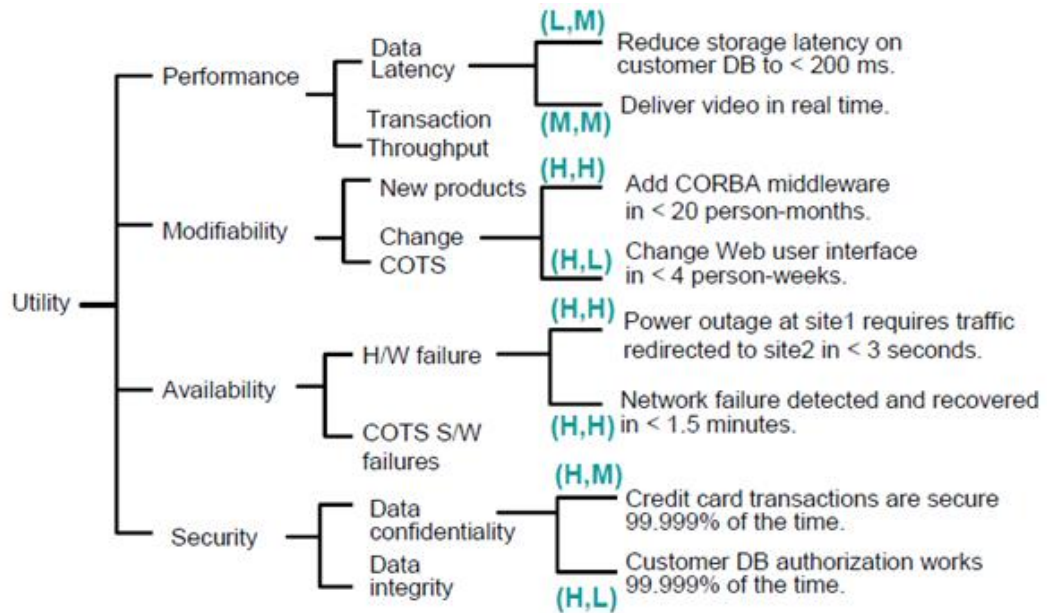 Utility
Performance
Data
Latency
(L,M)
Reduce storage latency on
customer DB to < 200 ms.
Deliver video in real time.
(M,M)
Transaction
Throughput
Modifiability
New products
Change
COTS
(H,H)
Add CORBA middleware
in < 20 person-months.
(H,L)
Change Web user interface
in < 4 person-weeks.
Availability
H/W failure
(H,H)
Power outage at site1 requires traffic
redirected to site2 in < 3 seconds.
Network failure detected and recovered
in < 1.5 minutes.
(H,H)
COTS S/W
failures
Security
Data
confidentiality
(H,M)
Credit card transactions are secure
99.999% of the time.
Customer DB authorization works
99.999% of the time.
(H,L)
Data
integrity